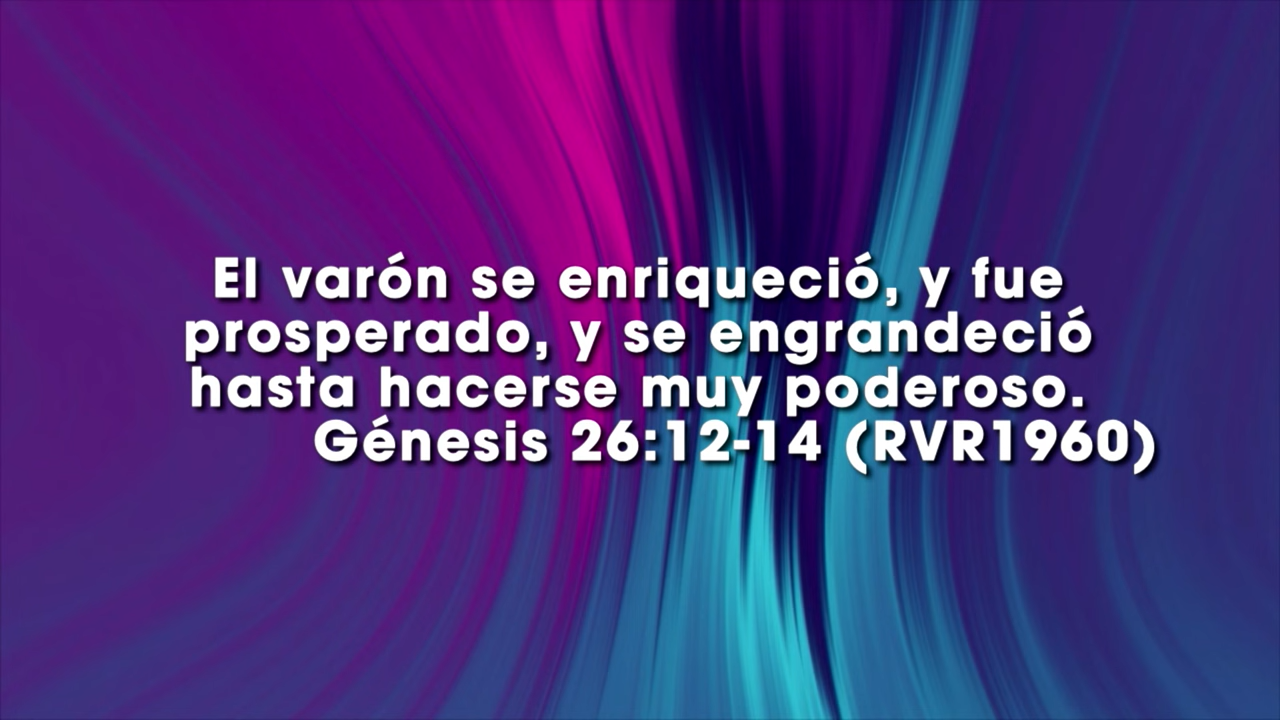 El varón se enriqueció, y fue
prosperado, y se engrandeció
hasta hacerse muy poderoso.
Génesis 26:12-14 (RVR1960)